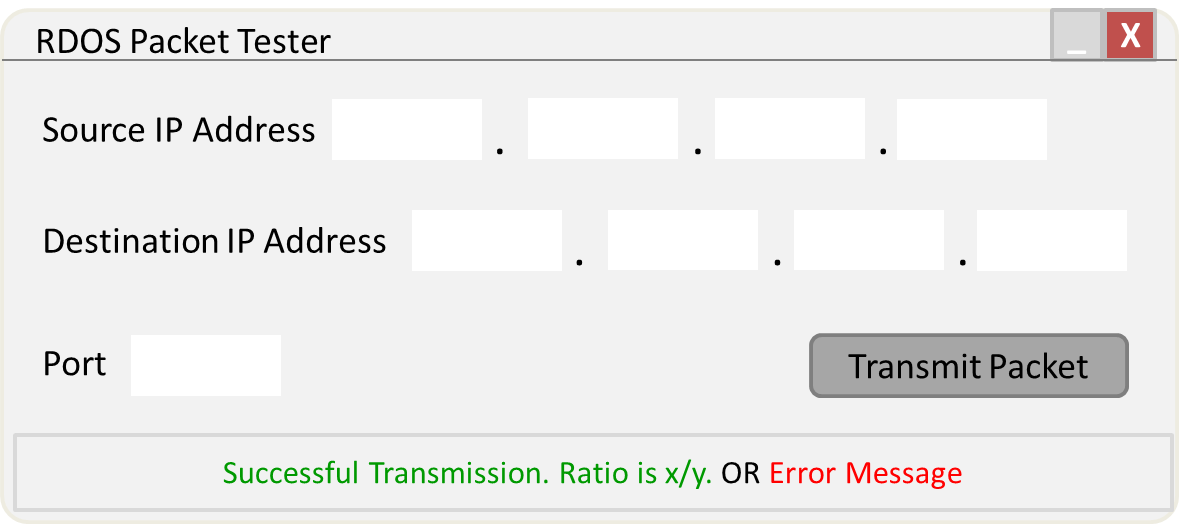 RDOS Packet Tester _ X
Source IP Address . . .
Destination IP Address . . .
Port Transmit Packet
Successful Transmission. Ratio is x/y. OR Error Message